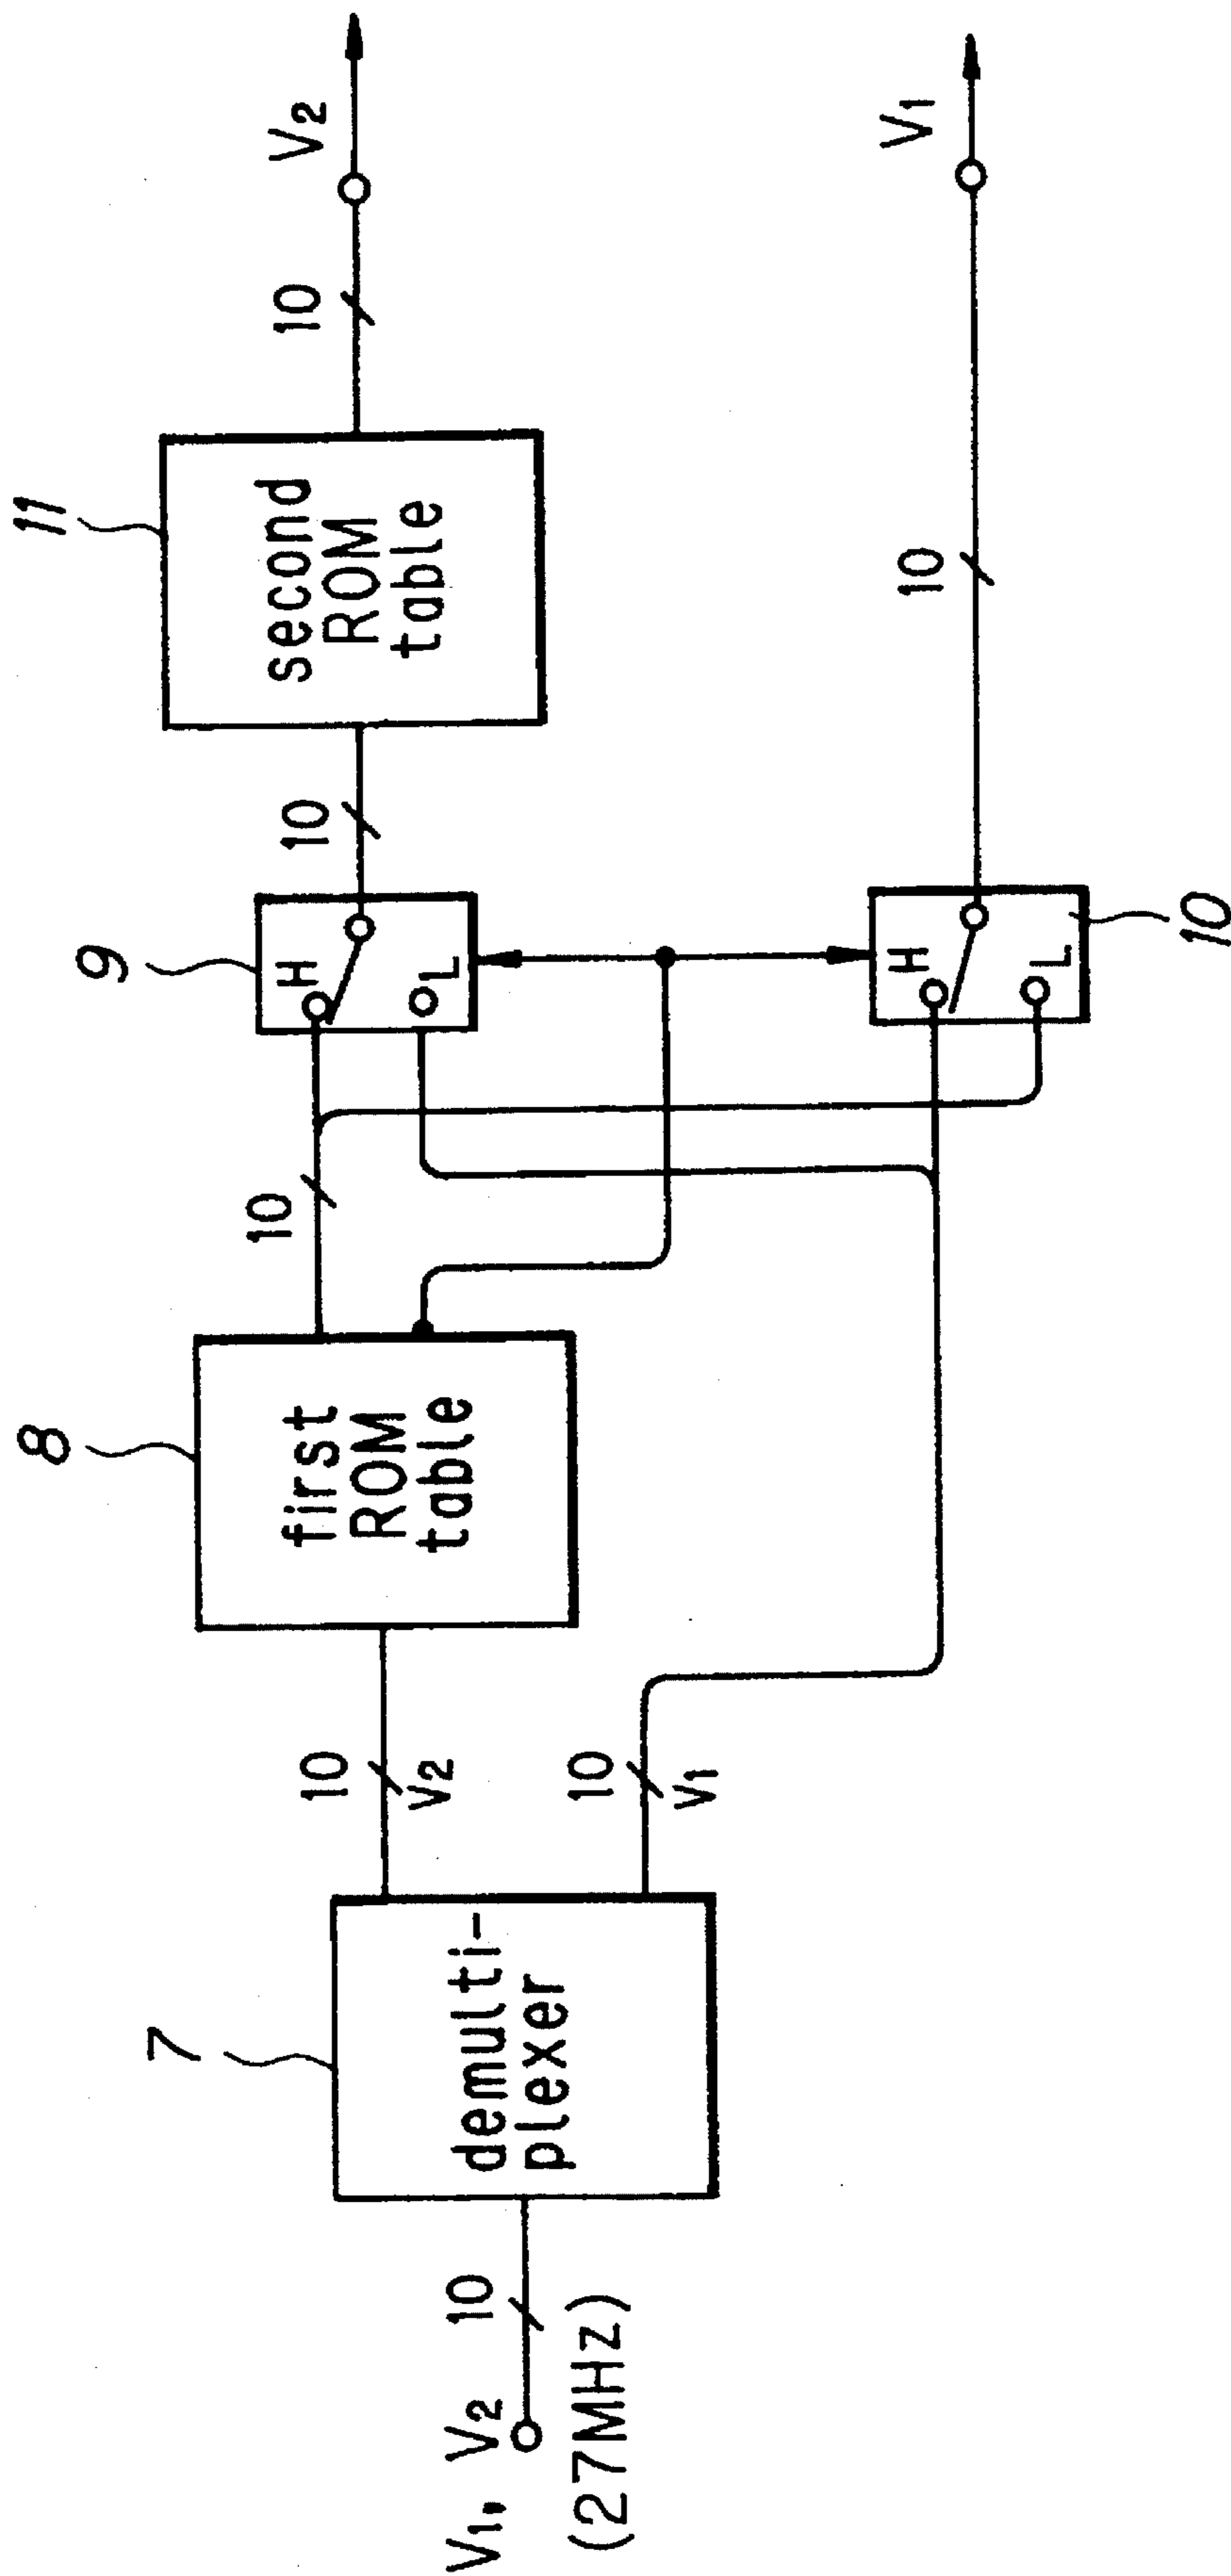 V1, V2
10
(27MHz)
7
demulti-
plexer
10
V2
10
V1
8
first
ROM
table
10
9
H
L
10
H
L
10
11
second
ROM
table
10
V2
10
V1